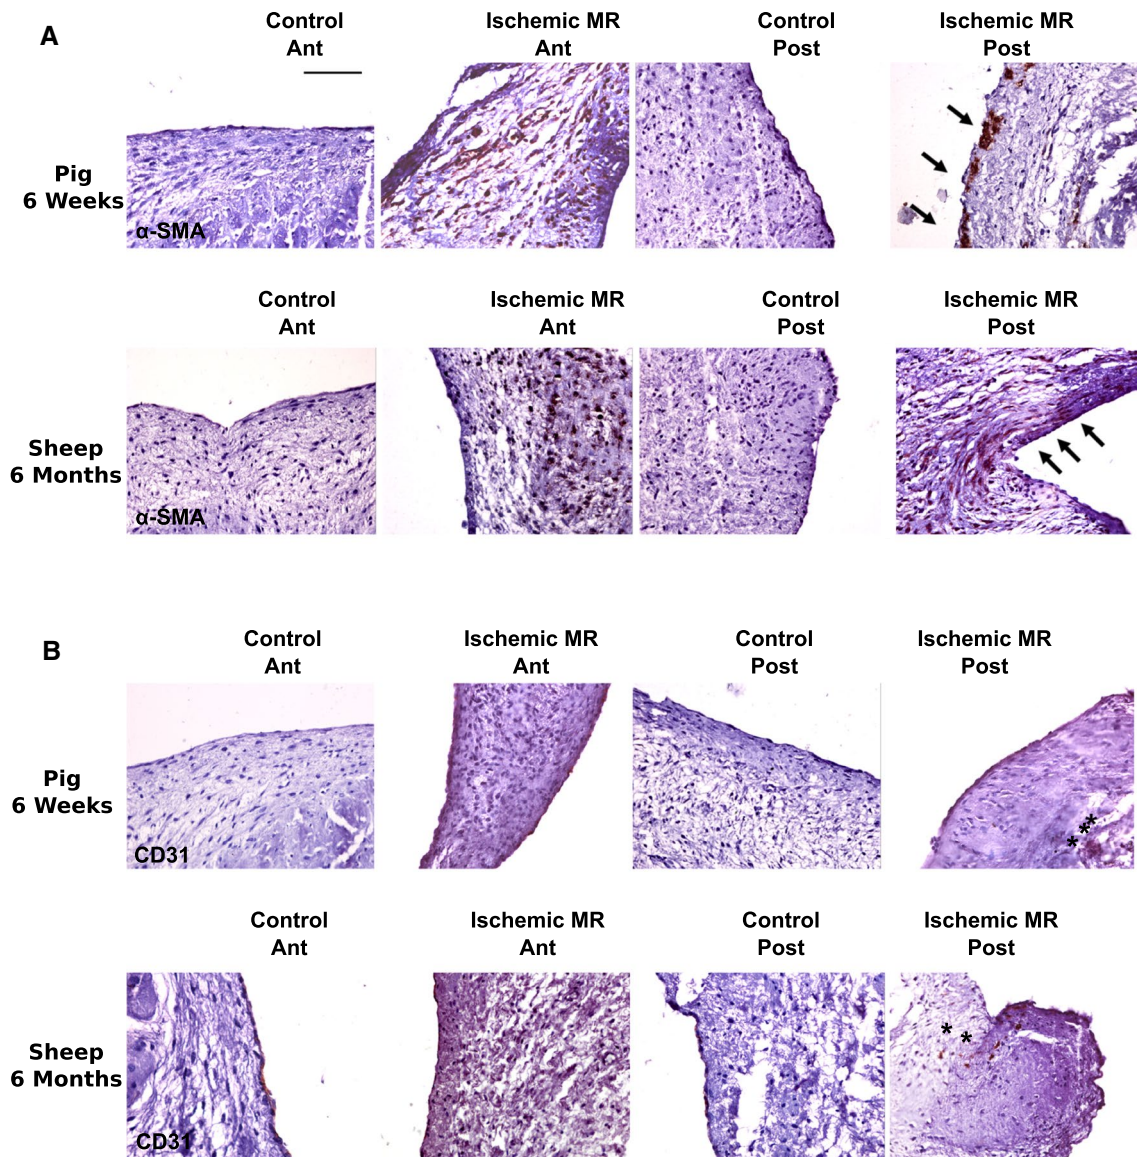 A
Control
Ant
Ischemic MR
Ant
Control
Post
Ischemic MR
Post
Pig
6 Weeks
α-SMA
Control
Ant
Ischemic MR
Ant
Control
Post
Ischemic MR
Post
Sheep
6 Months
α-SMA
B
Control
Ant
Ischemic MR
Ant
Control
Post
Ischemic MR
Post
Pig
6 Weeks
CD31
***
Control
Ant
Ischemic MR
Ant
Control
Post
Ischemic MR
Post
Sheep
6 Months
CD31
**